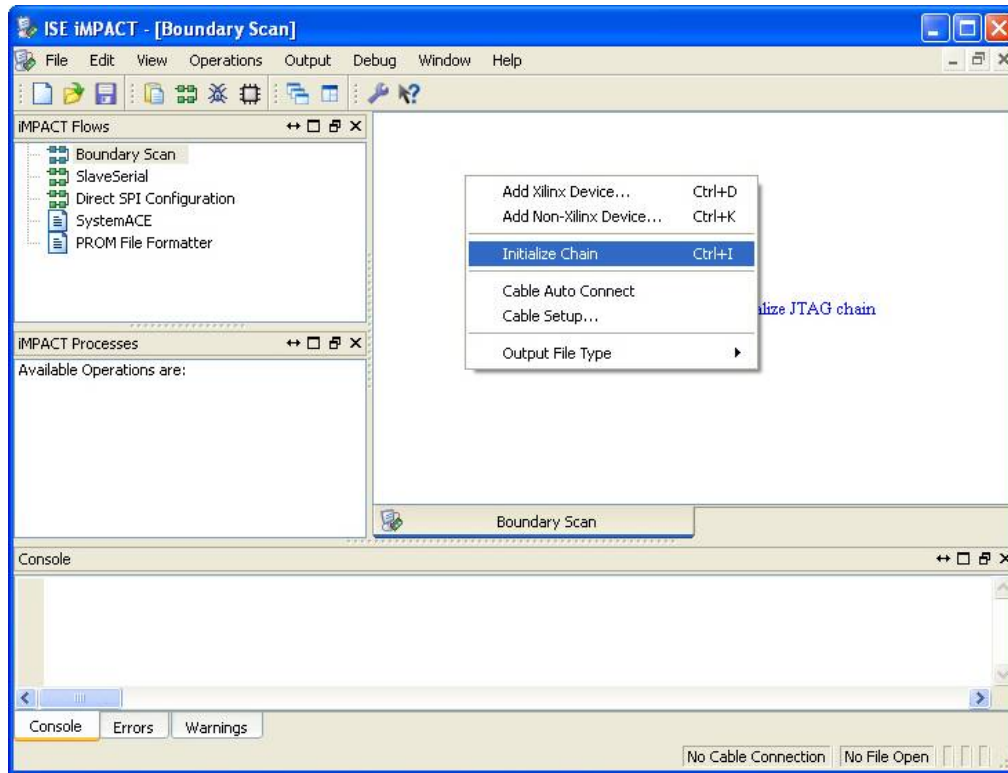 ISE iMPACT - [Boundary Scan]
File Edit View Operations Output Debug Window Help
iMPACT Flows
Boundary Scan
SlaveSerial
Direct SPI Configuration
SystemACE
PROM File Formatter
iMPACT Processes
Available Operations are:
Add Xilinx Device... Ctrl+D
Add Non-Xilinx Device... Ctrl+K
Initialize Chain Ctrl+I
Cable Auto Connect
Cable Setup...
alize JTAG chain
Output File Type
Boundary Scan
Console
Console Errors Warnings
No Cable Connection No File Open